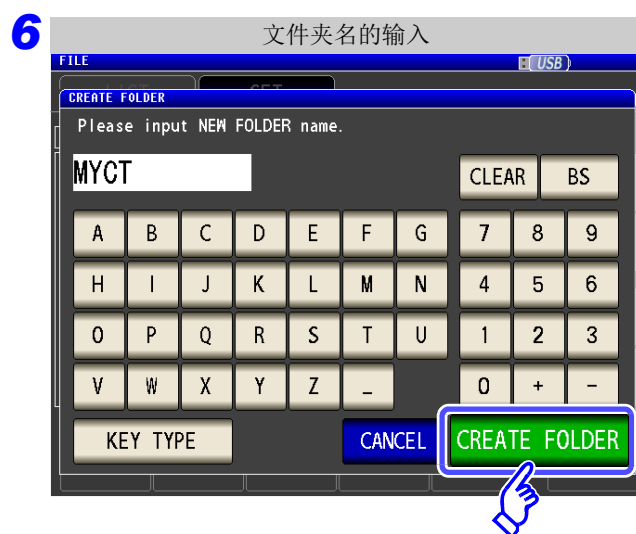 6
文件夹名的输入
FILE
USB
CREATE FOLDER
Please input NEW FOLDER name.
MYCT
CLEAR BS
A B C D E F G 7 8 9
H I J K L M N 4 5 6
O P Q R S T U 1 2 3
V W X Y Z _ 0 + -
KEY TYPE CANCEL CREATE FOLDER